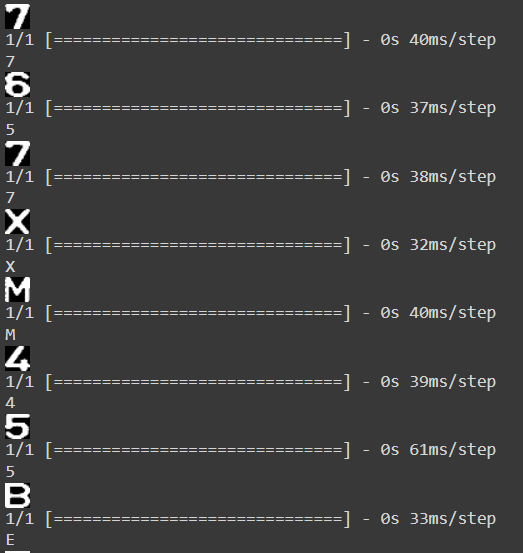 7
1/1 [==============================] - 0s 40ms/step
7
6
1/1 [==============================] - 0s 37ms/step
5
7
1/1 [==============================] - 0s 38ms/step
7
X
1/1 [==============================] - 0s 32ms/step
X
M
1/1 [==============================] - 0s 40ms/step
M
4
1/1 [==============================] - 0s 39ms/step
4
5
1/1 [==============================] - 0s 61ms/step
5
B
1/1 [==============================] - 0s 33ms/step
E